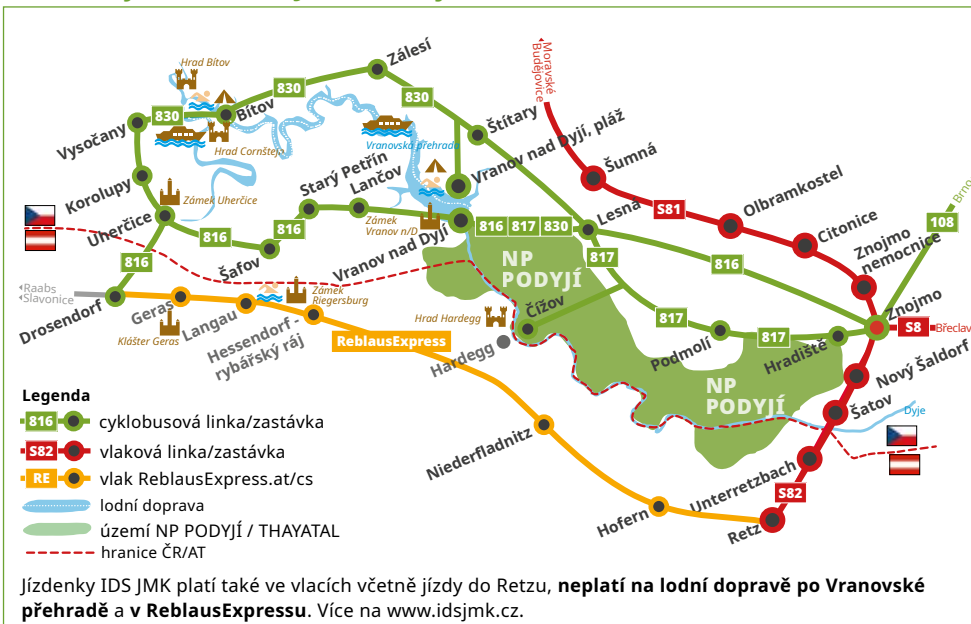 Hrad Bítov
Zálesí
Moravské
Budějovice
830
830
830
Bítov
Vysočany
Štítary
Vranovská přehrada
Vranov nad Dyjí, pláž
Hrad Cornštejn
Korolupy
Starý Petřín
Lančov
Šumná
Zámek Uherčice
Uherčice
S81
Olbramkostel
Lesná
Brno
108
Zámek
Vranov n/D
Vranov nad Dyjí
816 817 830
816
816
Citonice
Znojmo
nemocnice
NP
PODYJÍ
817
816
816
Šafov
Raabs
Slavonice
Drosendorf
Geras
Klášter Geras
Langau
Zámek
Riegersburg
Hessendorf -
rybářský ráj
Hrad Hardegg
Čížov
Znojmo
S8
Břeclav
ReblausExpress
Hardegg
817
Podmolí
817
Hradiště
Nový Šaldorf
NP
PODYJÍ
Šatov
Dyje
Legenda
816 cyklobusová linka/zastávka
S82 vlaková linka/zastávka
RE vlak ReblausExpress.at/cs
lodní doprava
území NP PODYJÍ / THAYATAL
hranice ČR/AT
Niederfladnitz
Unterretzbach
S82
Hofern
Retz
Jízdenky IDS JMK platí také ve vlacích včetně jízdy do Retzu, neplatí na lodní dopravě po Vranovské
přehradě a v ReblausExpressu. Více na www.idsjmk.cz.